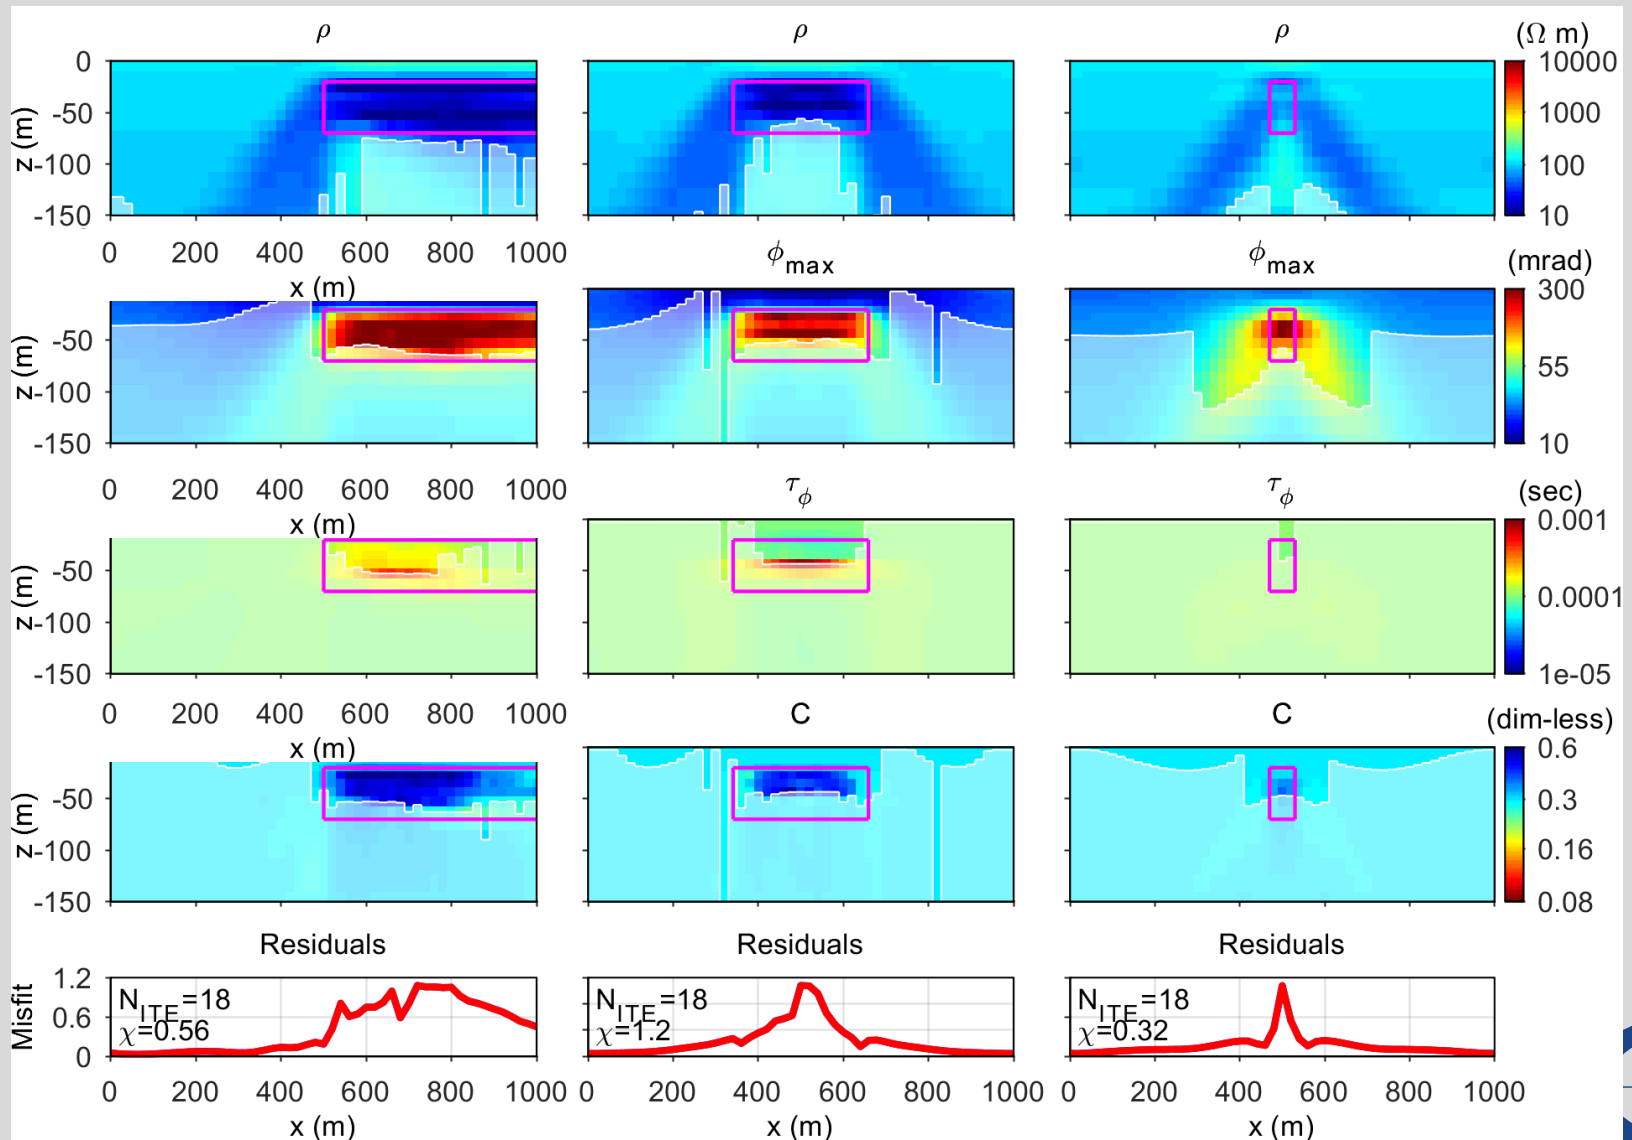 ρ ρ ρ (Ω m)
z (m)
0
-50
-100
-150
10000
1000
100
10
0 200 400 600 800 1000
x (m)
ϕmax ϕmax (mrad)
z (m)
-50
-100
-150
300
55
10
0 200 400 600 800 1000
x (m)
τϕ τϕ (sec)
z (m)
-50
-100
-150
0.001
0.0001
1e-05
0 200 400 600 800 1000
x (m)
C C (dim-less)
z (m)
-50
-100
-150
0.6
0.3
0.16
0.08
Residuals Residuals Residuals
Misfit
1.2
0.6
0
NITE=18 NITE=18 NITE=18
χ=0.56 χ=1.2 χ=0.32
0 200 400 600 800 1000 0 200 400 600 800 1000 0 200 400 600 800 1000
x (m) x (m) x (m)